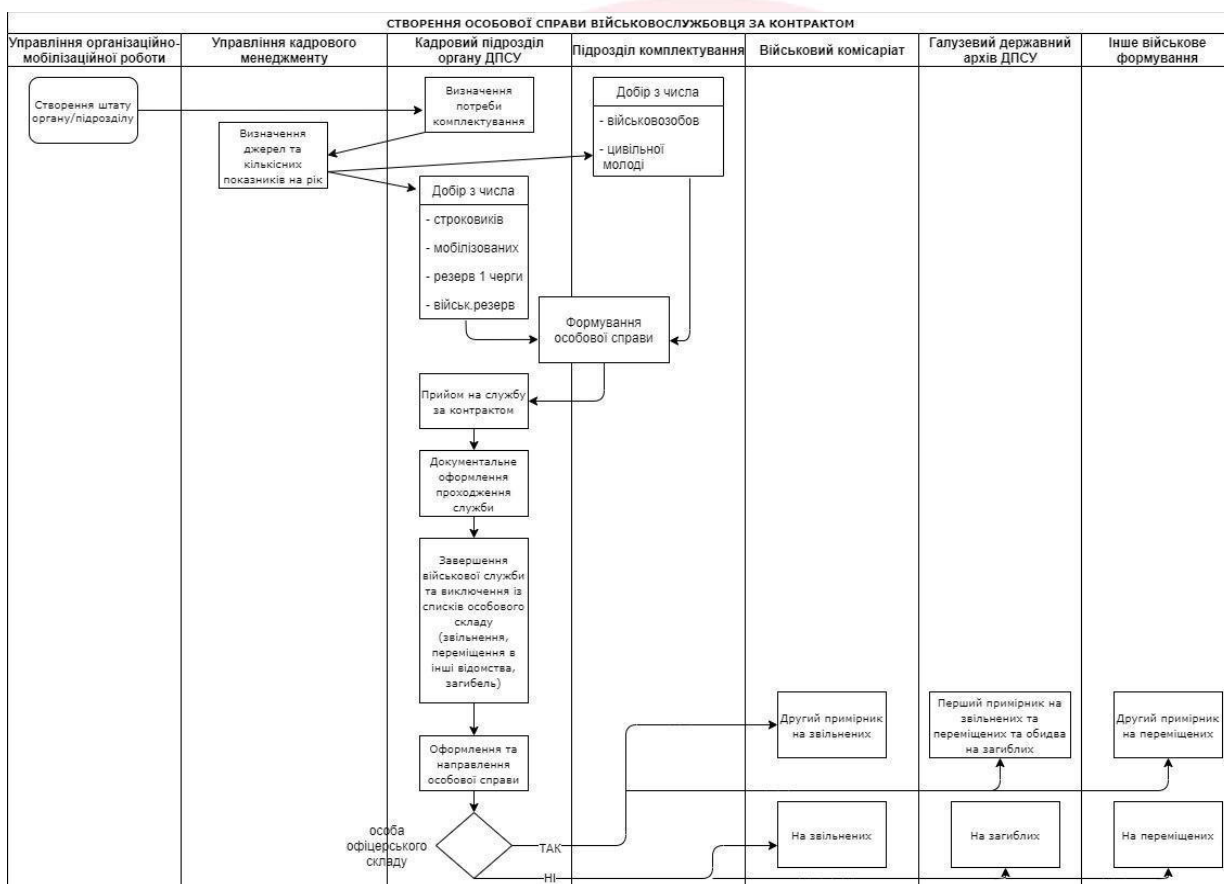 СТВОРЕННЯ ОСОБОВОЇ СПРАВИ ВІЙСЬКОВОСЛУЖБОВЦЯ ЗА КОНТРАКТОМ
Управління організаційно-
мобілізаційної роботи
Управління кадрового
менеджменту
Кадровий підрозділ
органу ДПСУ
Підрозділ комплектування
Військовий комісаріат
Галузевий державний
архів ДПСУ
Інше військове
формування
Створення штату
органу/підрозділу
Визначення
потреби
комплектування
Добір з числа
- військовозобов
- цивільної
молоді
Визначення
джерел та
кількісних
показників на рік
Добір з числа
- строковиків
- мобілізованих
- резерв 1 черги
- військ.резерв
Формування
особової справи
Прийом на службу
за контрактом
Документальне
оформлення
проходження
служби
Завершення
військової служби
та виключення із
списків особового
складу
(звільнення,
переміщення в
інші відомства,
загибель)
Оформлення та
направлення
особової справи
Другий примірник
на звільнених
Перший примірник на
звільнених та
переміщених та обидва
на загиблих
Другий примірник
на переміщених
особа
офіцерського
складу
ТАК
НІ
На звільнених
На загиблих
На переміщених